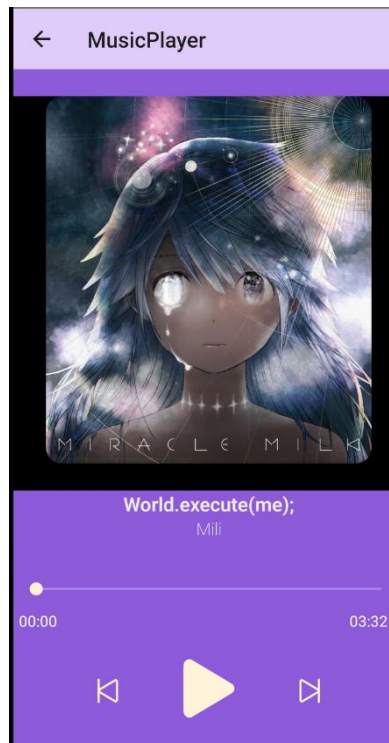 MusicPlayer
MIRACLE MILK
World.execute(me);
Mili
00:00
03:32